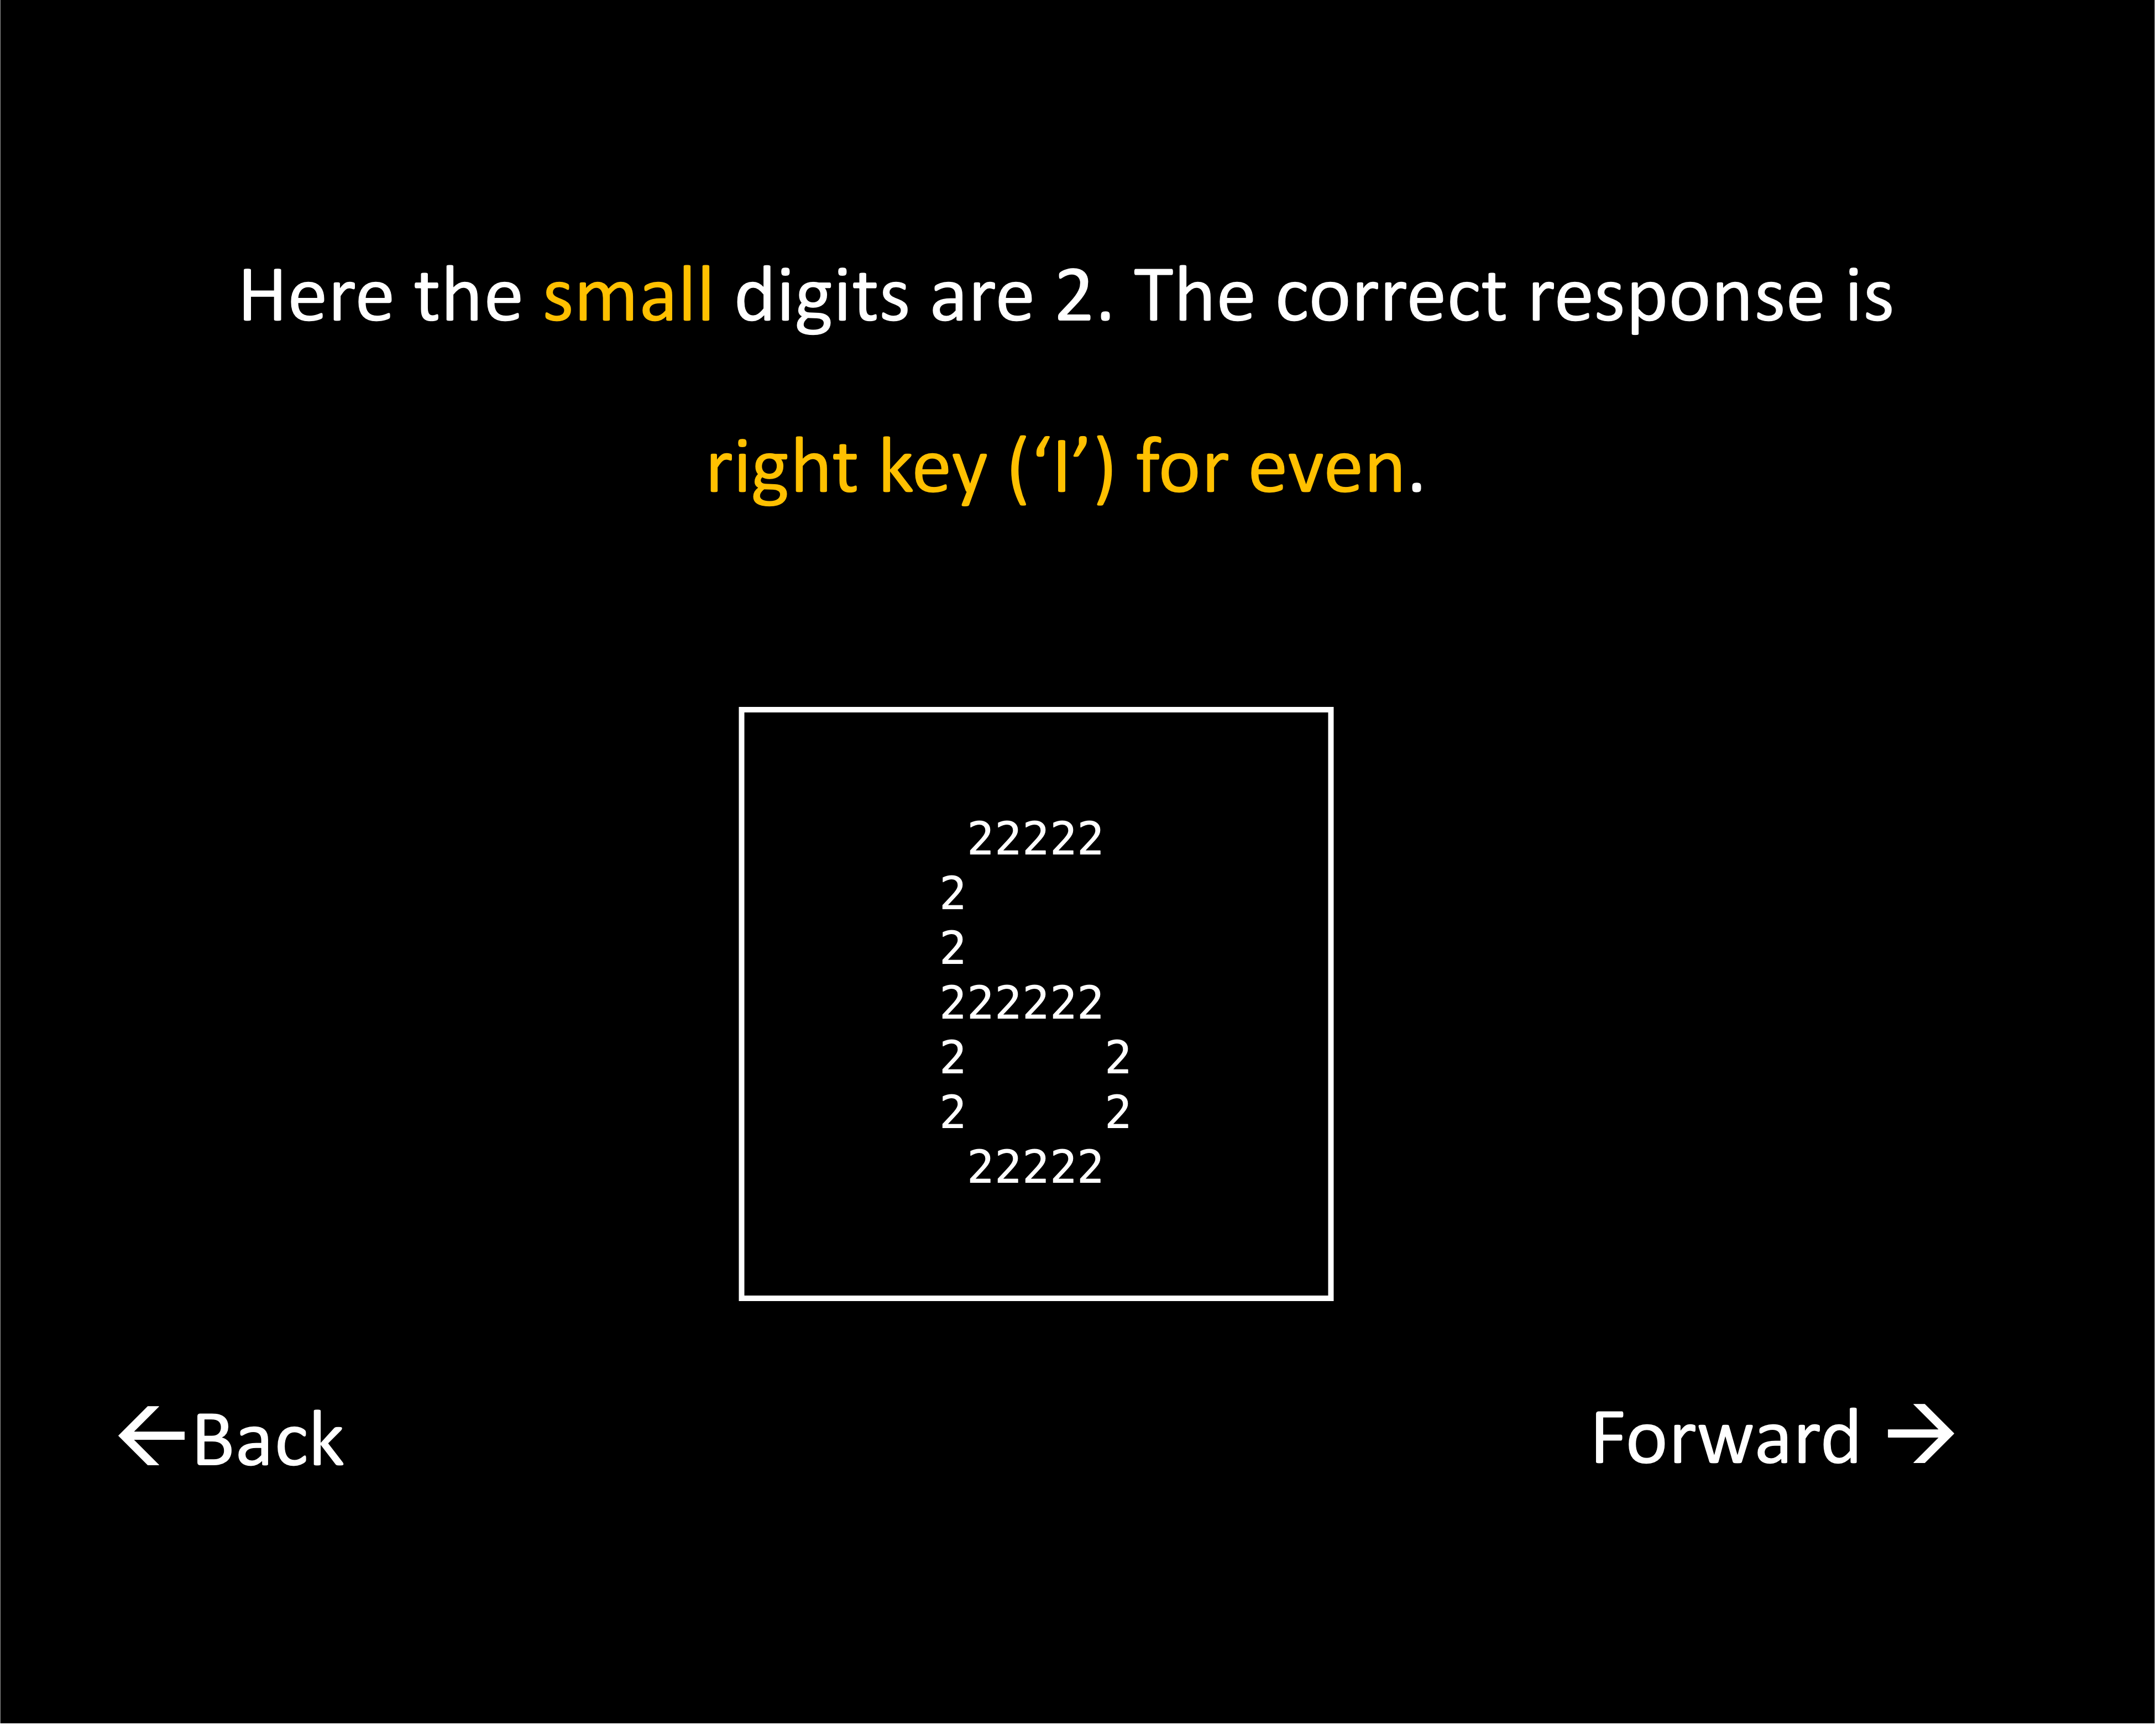 Here the small digits are 2. The correct response is
right key (‘I’) for even.
22222
2
2
222222
2 2
2 2
22222
←Back
Forward →